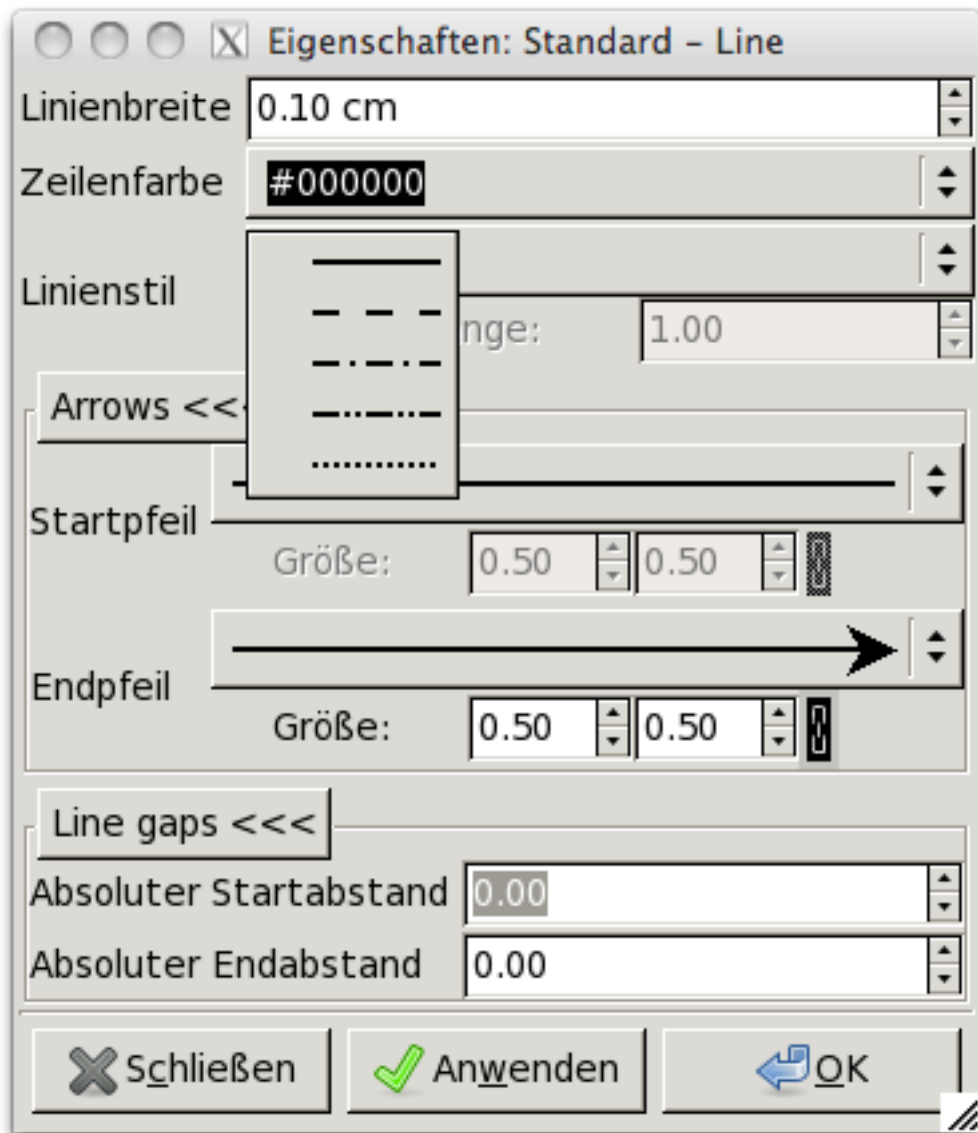 Eigenschaften: Standard – Line
Linienbreite 0.10 cm
Zeilenfarbe #000000
Linienstil
nge: 1.00
Arrows <<
Startpfeil
Größe: 0.50 0.50
Endpfeil
Größe: 0.50 0.50
Line gaps <<<
Absoluter Startabstand 0.00
Absoluter Endabstand 0.00
Schließen Anwenden OK